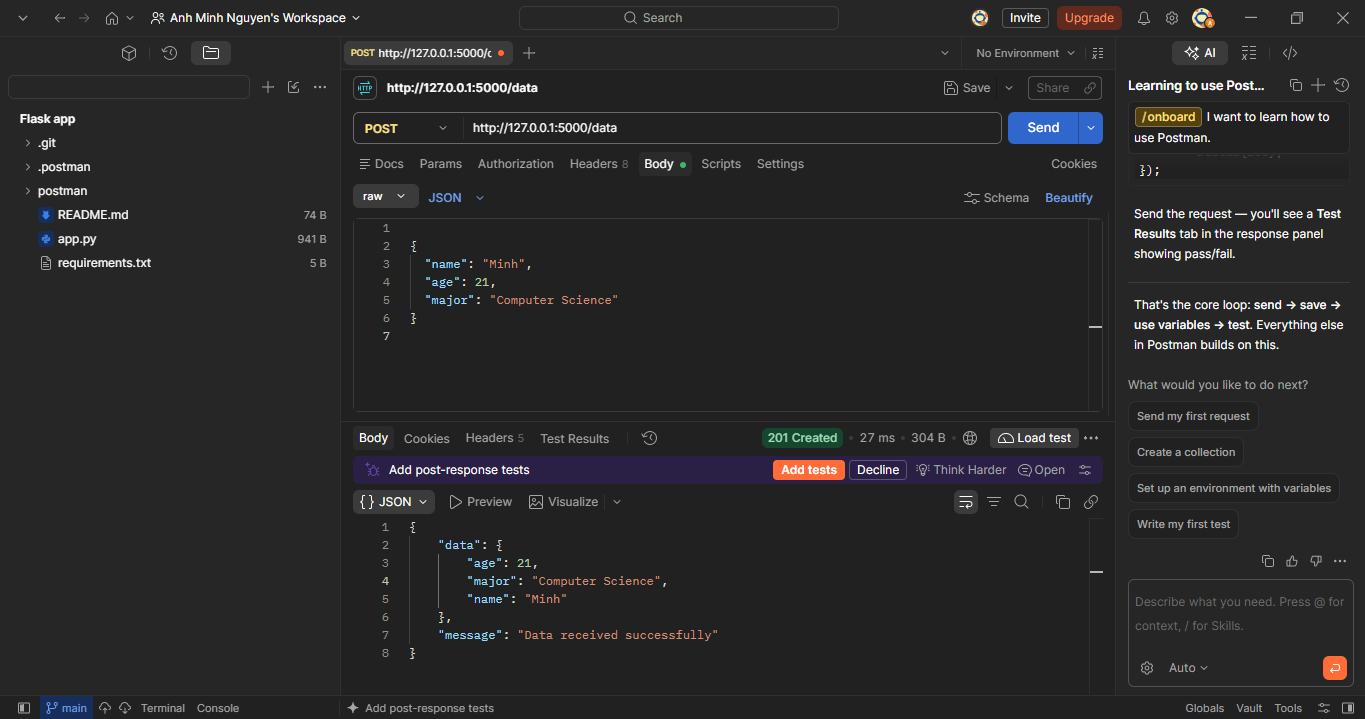 Anh Minh Nguyen's Workspace
Search
Invite
Upgrade
POST http://127.0.0.1:5000/c
No Environment
AI
HTTP http://127.0.0.1:5000/data
Save
Share
Learning to use Post...
Flask app
.git
.postman
postman
README.md 74 B
app.py 941 B
requirements.txt 5 B
POST http://127.0.0.1:5000/data
Send
Docs Params Authorization Headers 8 Body Scripts Settings Cookies
raw JSON Schema Beautify
1
2 {
3 "name": "Minh",
4 "age": 21,
5 "major": "Computer Science"
6 }
7
Body Cookies Headers 5 Test Results 201 Created • 27 ms • 304 B • Load test
Add post-response tests Add tests Decline Think Harder Open
{} JSON Preview Visualize
1 {
2 "data": {
3 "age": 21,
4 "major": "Computer Science",
5 "name": "Minh"
6 },
7 "message": "Data received successfully"
8 }
/onboard I want to learn how to
use Postman.
});
Send the request — you'll see a Test
Results tab in the response panel
showing pass/fail.
That's the core loop: send → save →
use variables → test. Everything else
in Postman builds on this.
What would you like to do next?
Send my first request
Create a collection
Set up an environment with variables
Write my first test
Describe what you need. Press @ for
context, / for Skills.
Auto
main Terminal Console Add post-response tests Globals Vault Tools